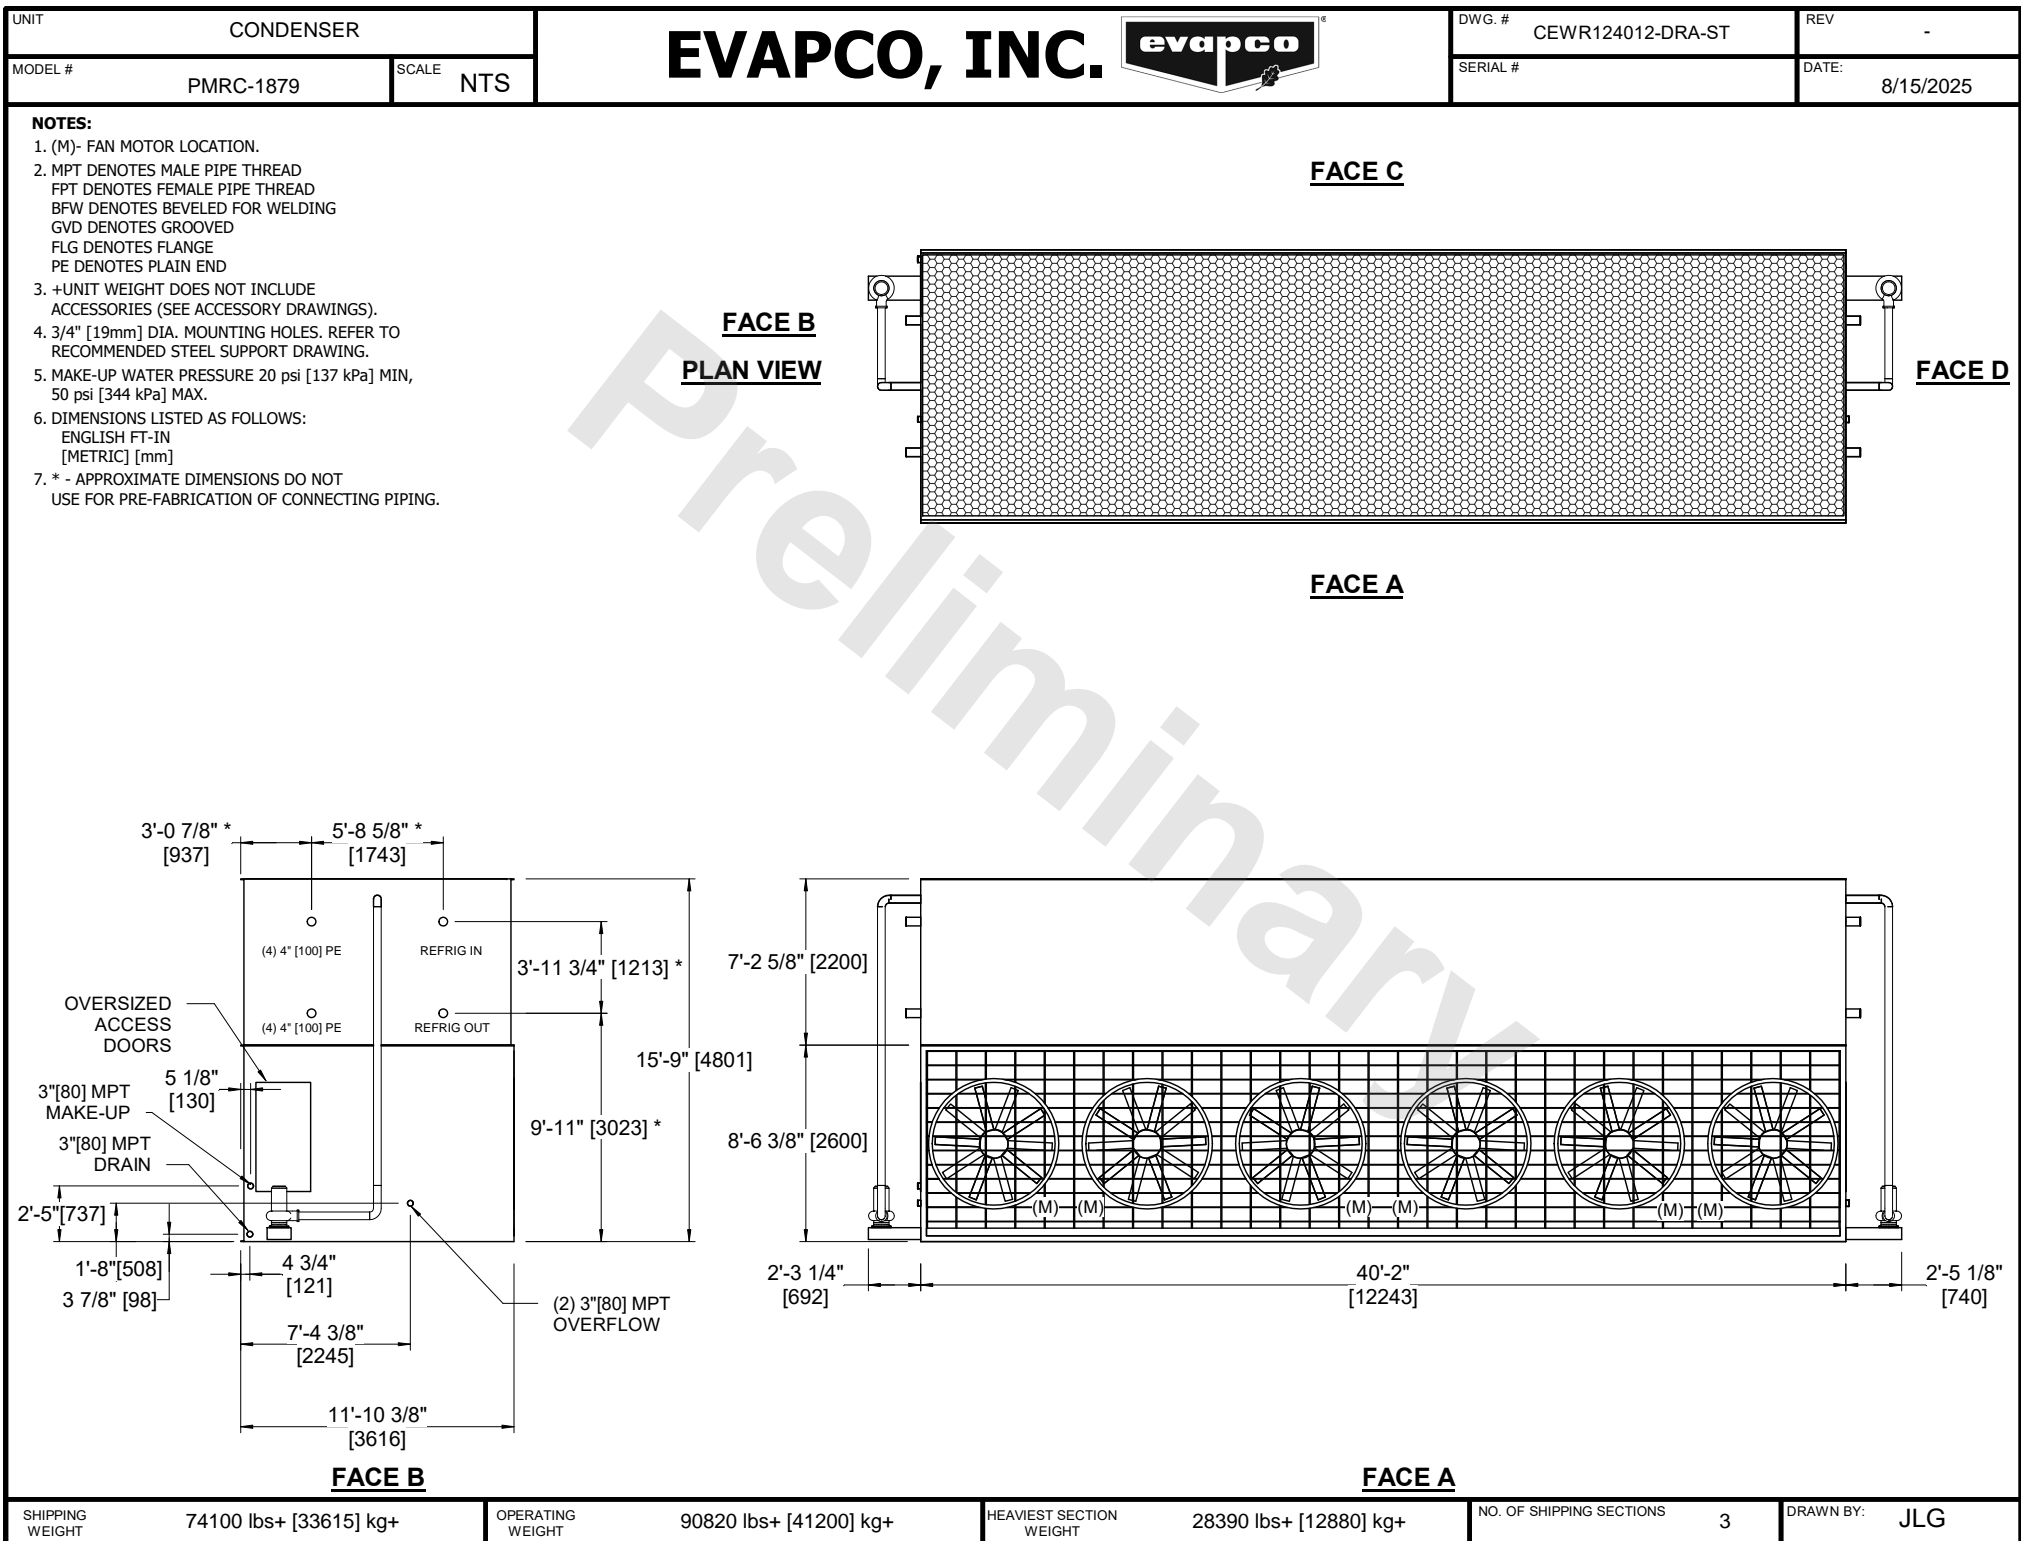 UNIT
CONDENSER
MODEL #
PMRC-1879
SCALE
NTS
EVAPCO, INC.
evapco
®
DWG. #
CEWR124012-DRA-ST
REV
-
SERIAL #
DATE:
8/15/2025
NOTES:
1. (M)- FAN MOTOR LOCATION.
2. MPT DENOTES MALE PIPE THREAD
FPT DENOTES FEMALE PIPE THREAD
BFW DENOTES BEVELED FOR WELDING
GVD DENOTES GROOVED
FLG DENOTES FLANGE
PE DENOTES PLAIN END
3. +UNIT WEIGHT DOES NOT INCLUDE
ACCESSORIES (SEE ACCESSORY DRAWINGS).
4. 3/4" [19mm] DIA. MOUNTING HOLES. REFER TO
RECOMMENDED STEEL SUPPORT DRAWING.
5. MAKE-UP WATER PRESSURE 20 psi [137 kPa] MIN,
50 psi [344 kPa] MAX.
6. DIMENSIONS LISTED AS FOLLOWS:
ENGLISH FT-IN
[METRIC] [mm]
7. * - APPROXIMATE DIMENSIONS DO NOT
USE FOR PRE-FABRICATION OF CONNECTING PIPING.
FACE C
FACE B
PLAN VIEW
FACE D
FACE A
Preliminary
3'-0 7/8" *
[937]
5'-8 5/8" *
[1743]
(4) 4" [100] PE
REFRIG IN
3'-11 3/4" [1213] *
(4) 4" [100] PE
REFRIG OUT
OVERSIZED
ACCESS
DOORS
15'-9" [4801]
5 1/8"
[130]
3"[80] MPT
MAKE-UP
3"[80] MPT
DRAIN
9'-11" [3023] *
2'-5"[737]
1'-8"[508]
3 7/8" [98]
4 3/4"
[121]
(2) 3"[80] MPT
OVERFLOW
7'-4 3/8"
[2245]
11'-10 3/8"
[3616]
FACE B
7'-2 5/8" [2200]
8'-6 3/8" [2600]
(M) (M) (M) (M) (M) (M)
2'-3 1/4"
[692]
40'-2"
[12243]
2'-5 1/8"
[740]
FACE A
SHIPPING
WEIGHT
74100 lbs+ [33615] kg+
OPERATING
WEIGHT
90820 lbs+ [41200] kg+
HEAVIEST SECTION
WEIGHT
28390 lbs+ [12880] kg+
NO. OF SHIPPING SECTIONS
3
DRAWN BY:
JLG